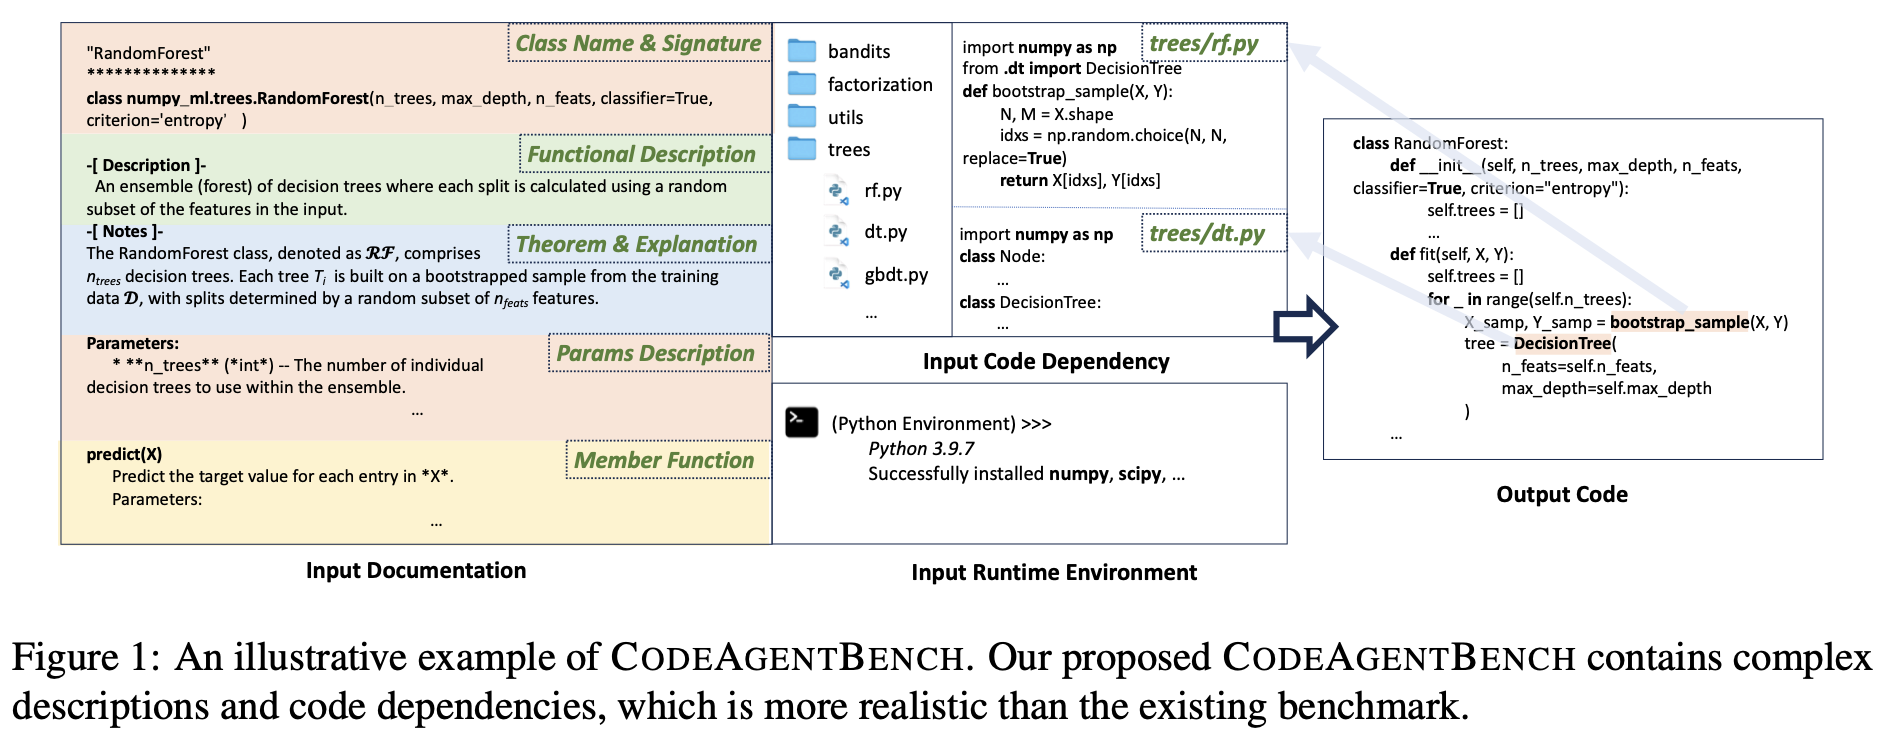 "RandomForest"
Class Name & Signature
**************
class numpy_ml.trees.RandomForest(n_trees, max_depth, n_feats, classifier=True,
criterion='entropy' )
Functional Description
-[ Description ]-
An ensemble (forest) of decision trees where each split is calculated using a random
subset of the features in the input.
-[ Notes ]-
Theorem & Explanation
The RandomForest class, denoted as 𝓡𝓕, comprises
n_trees decision trees. Each tree T_i is built on a bootstrapped sample from the training
data 𝓓, with splits determined by a random subset of n_feats features.
Parameters:
Params Description
* **n_trees** (*int*) -- The number of individual
decision trees to use within the ensemble.
...
predict(X)
Member Function
Predict the target value for each entry in *X*.
Parameters:
...
Input Documentation
bandits
factorization
utils
trees
rf.py
dt.py
gbdt.py
...
trees/rf.py
import numpy as np
from .dt import DecisionTree
def bootstrap_sample(X, Y):
N, M = X.shape
idxs = np.random.choice(N, N,
replace=True)
return X[idxs], Y[idxs]
trees/dt.py
import numpy as np
class Node:
...
class DecisionTree:
...
Input Code Dependency
(Python Environment) >>>
Python 3.9.7
Successfully installed numpy, scipy, ...
Input Runtime Environment
class RandomForest:
def __init__(self, n_trees, max_depth, n_feats,
classifier=True, criterion="entropy"):
self.trees = []
...
def fit(self, X, Y):
self.trees = []
for _ in range(self.n_trees):
X_samp, Y_samp = bootstrap_sample(X, Y)
tree = DecisionTree(
n_feats=self.n_feats,
max_depth=self.max_depth
)
...
Output Code
Figure 1: An illustrative example of CODEAGENTBENCH. Our proposed CODEAGENTBENCH contains complex
descriptions and code dependencies, which is more realistic than the existing benchmark.